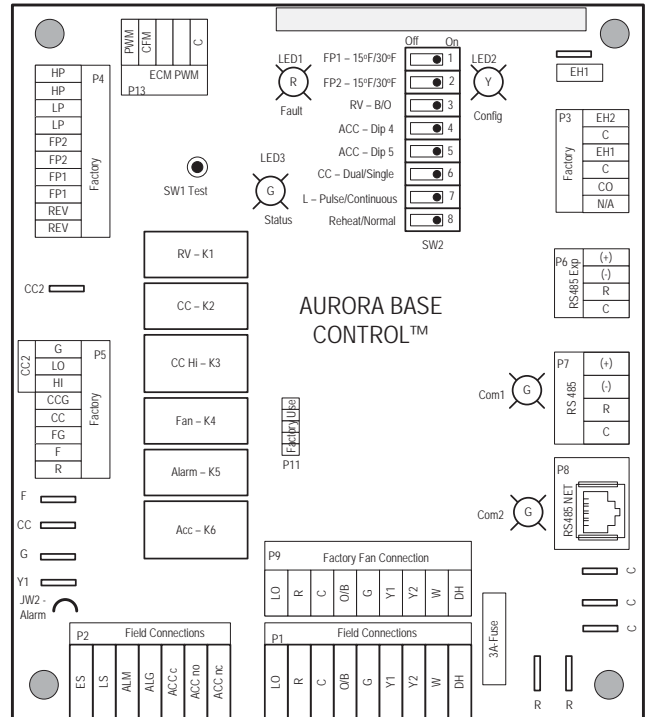 PWM
CFM
C
ECM PWM
P13
LED1
R
Fault
Off On
FP1 – 15°F/30°F 1
FP2 – 15°F/30°F 2
RV – B/O 3
ACC – Dip 4 4
ACC – Dip 5 5
CC – Dual/Single 6
L – Pulse/Continuous 7
Reheat/Normal 8
SW2
LED2
Y
Config
EH1
HP
HP
LP
LP
FP2
FP2
FP1
FP1
REV
REV
P4
Factory
SW1 Test
LED3
G
Status
P3
Factory
EH2
C
EH1
C
CO
N/A
CC2
RV – K1
CC – K2
CC Hi – K3
Fan – K4
Alarm – K5
Acc – K6
AURORA BASE
CONTROL™
P6
RS485 Exp
(+)
(-)
R
C
CC2
G
LO
HI
CCG
CC
FG
F
R
P5
Factory
Factory Use
P11
Com1
G
P7
RS 485
(+)
(-)
R
C
Com2
G
P8
RS485 NET
F
CC
G
Y1
JW2 -
Alarm
C
C
C
P9
Factory Fan Connection
LO
R
C
O/B
G
Y1
Y2
W
DH
3A-Fuse
P2
Field Connections
ES
LS
ALM
ALG
ACC c
ACC no
ACC nc
P1
Field Connections
LO
R
C
O/B
G
Y1
Y2
W
DH
R
R